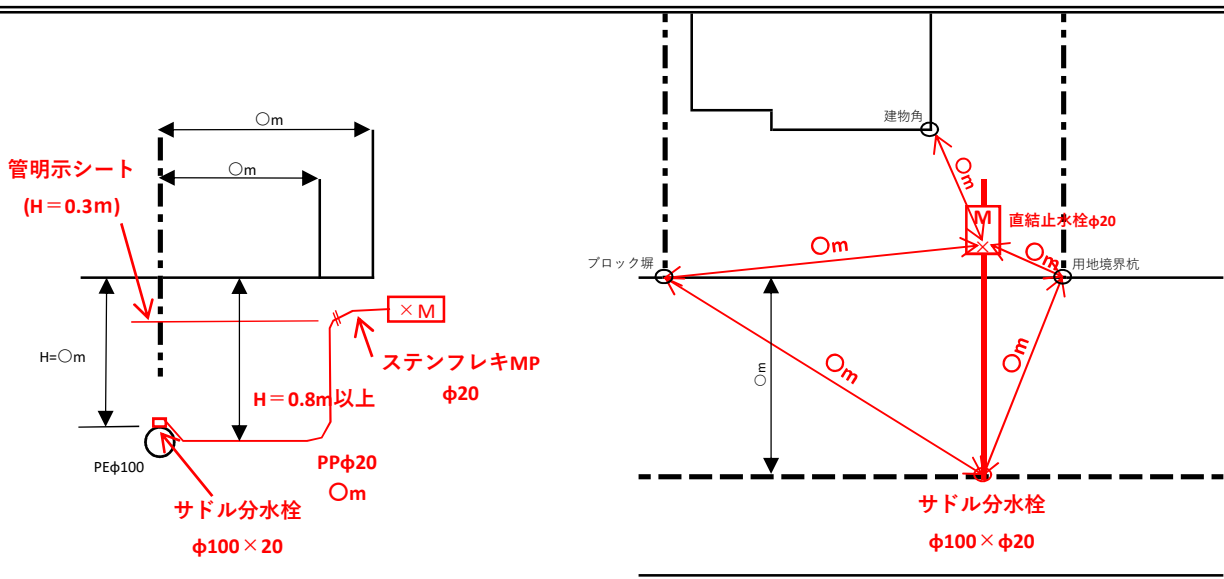 ○m
○m
管明示シート
(H＝0.3m)
H=○m
×M
ステンフレキMP
φ20
H＝0.8m以上
PEφ100
PPφ20
○m
サドル分水栓
φ100×20
建物角
○m
M
×
直結止水栓φ20
○m
○m
ブロック塀
用地境界杭
○m
○m
○m
サドル分水栓
φ100×φ20